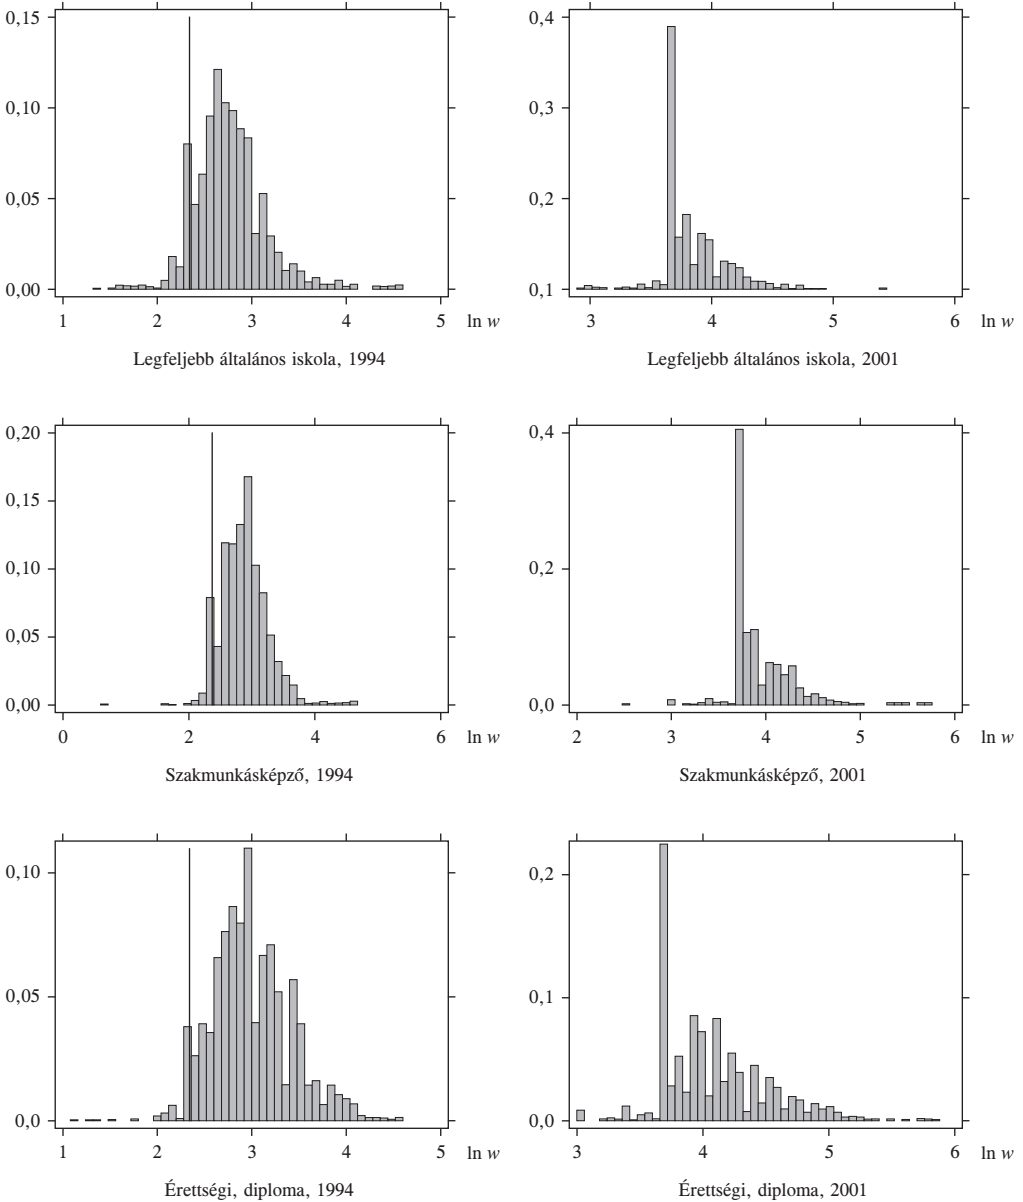 0,15
0,10
0,05
0,00
1 2 3 4 5 ln w
Legfeljebb általános iskola, 1994
0,4
0,3
0,2
0,1
3 4 5 6 ln w
Legfeljebb általános iskola, 2001
0,20
0,15
0,10
0,05
0,00
0 2 4 6 ln w
Szakmunkásképző, 1994
0,4
0,2
0,0
2 3 4 5 6 ln w
Szakmunkásképző, 2001
0,10
0,05
0,0
1 2 3 4 5 ln w
Érettségi, diploma, 1994
0,2
0,1
0,0
3 4 5 6 ln w
Érettségi, diploma, 2001